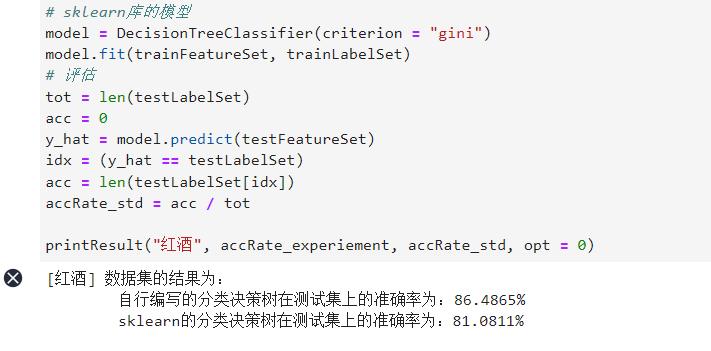 # sklearn库的模型
model = DecisionTreeClassifier(criterion = "gini")
model.fit(trainFeatureSet, trainLabelSet)
# 评估
tot = len(testLabelSet)
acc = 0
y_hat = model.predict(testFeatureSet)
idx = (y_hat == testLabelSet)
acc = len(testLabelSet[idx])
accRate_std = acc / tot
printResult("红酒", accRate_experiement, accRate_std, opt = 0)
[红酒] 数据集的结果为:
自行编写的分类决策树在测试集上的准确率为: 86.4865%
sklearn的分类决策树在测试集上的准确率为: 81.0811%